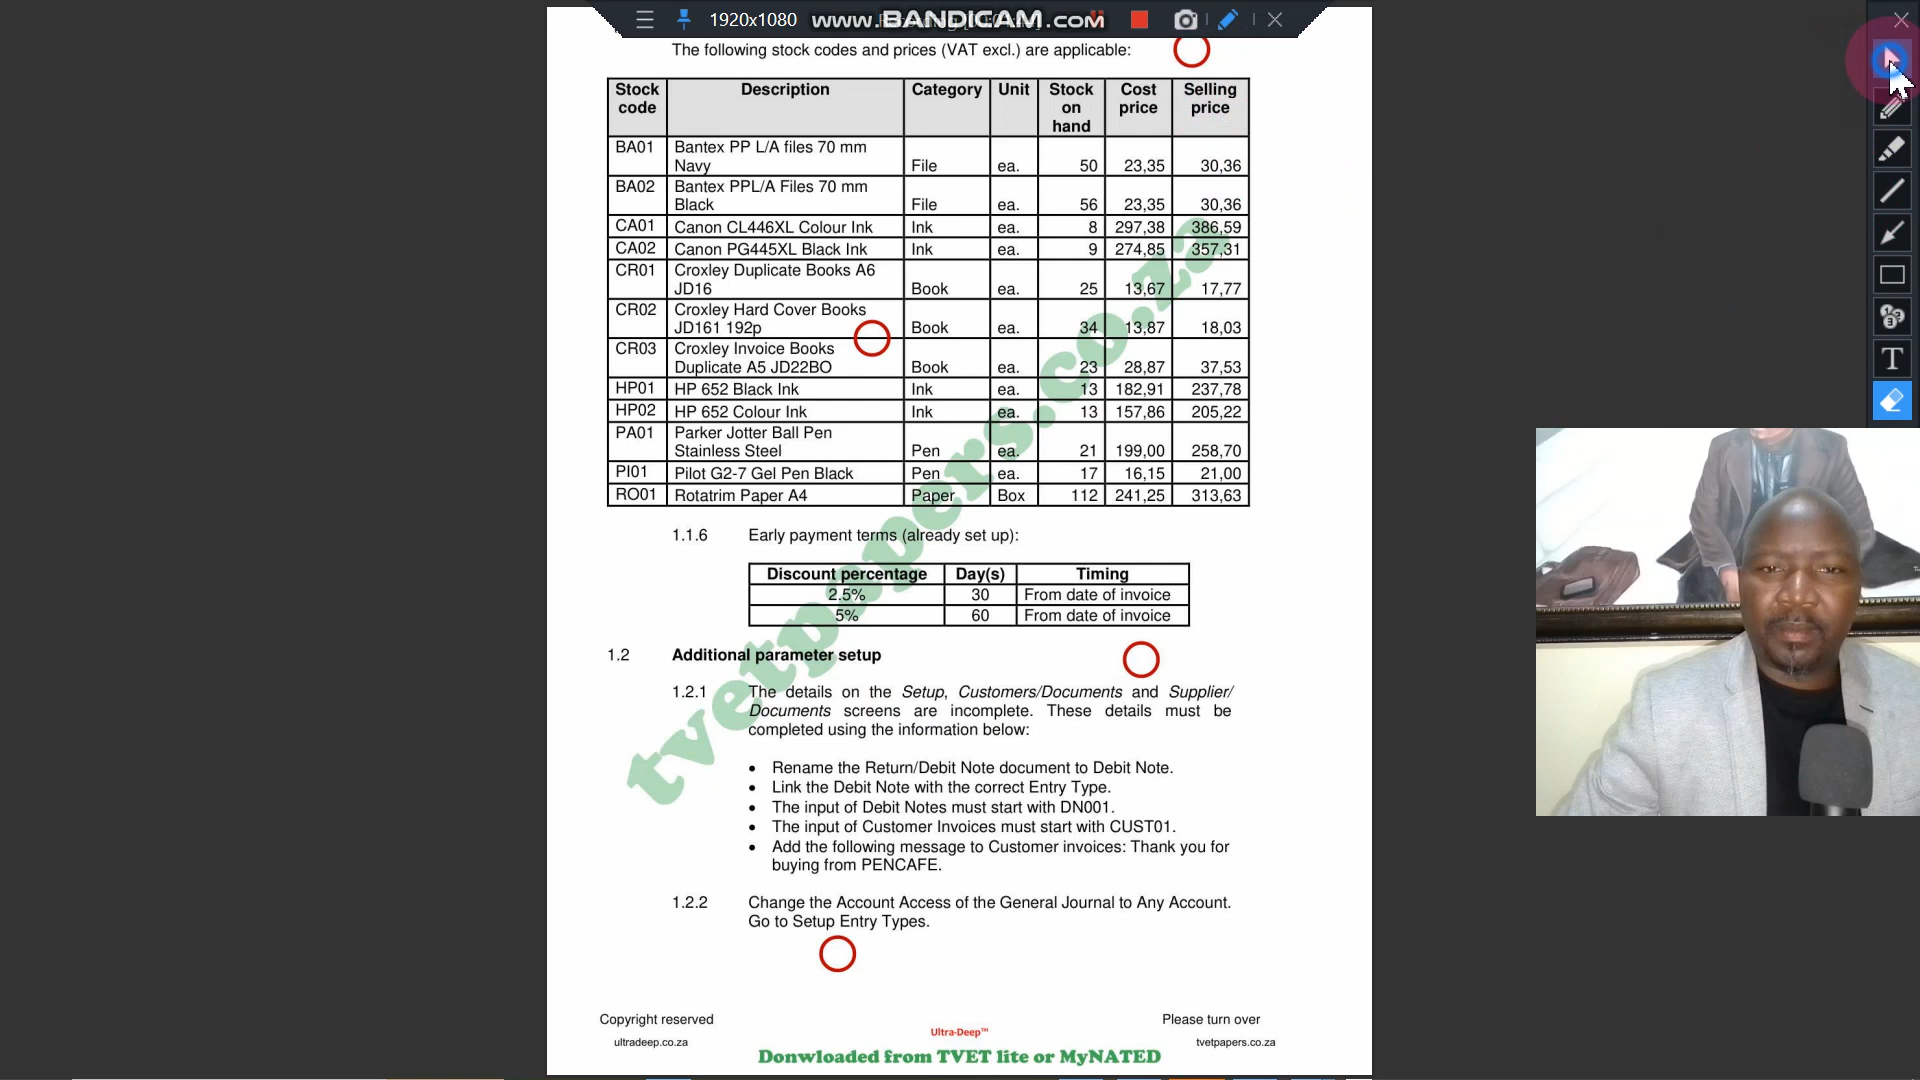 1920x1080 www.BANDICAM.com
The following stock codes and prices (VAT excl.) are applicable:
Stock code Description Category Unit Stock on hand Cost price Selling price
BA01 Bantex PP L/A files 70 mm Navy File ea. 50 23,35 30,36
BA02 Bantex PPL/A Files 70 mm Black File ea. 56 23,35 30,36
CA01 Canon CL446XL Colour Ink Ink ea. 8 297,38 386,59
CA02 Canon PG445XL Black Ink Ink ea. 9 274,85 357,31
CR01 Croxley Duplicate Books A6 JD16 Book ea. 25 13,67 17,77
CR02 Croxley Hard Cover Books JD161 192p Book ea. 34 13,87 18,03
CR03 Croxley Invoice Books Duplicate A5 JD22BO Book ea. 23 28,87 37,53
HP01 HP 652 Black Ink Ink ea. 13 182,91 237,78
HP02 HP 652 Colour Ink Ink ea. 13 157,86 205,22
PA01 Parker Jotter Ball Pen Stainless Steel Pen ea. 21 199,00 258,70
PI01 Pilot G2-7 Gel Pen Black Pen ea. 17 16,15 21,00
RO01 Rotatrim Paper A4 Paper Box 112 241,25 313,63
tvetpapers.co.za
1.1.6 Early payment terms (already set up):
Discount percentage Day(s) Timing
2.5% 30 From date of invoice
5% 60 From date of invoice
1.2 Additional parameter setup
1.2.1 The details on the Setup, Customers/Documents and Supplier/
Documents screens are incomplete. These details must be
completed using the information below:
• Rename the Return/Debit Note document to Debit Note.
• Link the Debit Note with the correct Entry Type.
• The input of Debit Notes must start with DN001.
• The input of Customer Invoices must start with CUST01.
• Add the following message to Customer invoices: Thank you for
buying from PENCAFE.
1.2.2 Change the Account Access of the General Journal to Any Account.
Go to Setup Entry Types.
Copyright reserved Please turn over
Ultra-Deep™
ultradeep.co.za tvetpapers.co.za
Donwloaded from TVET lite or MyNATED
T